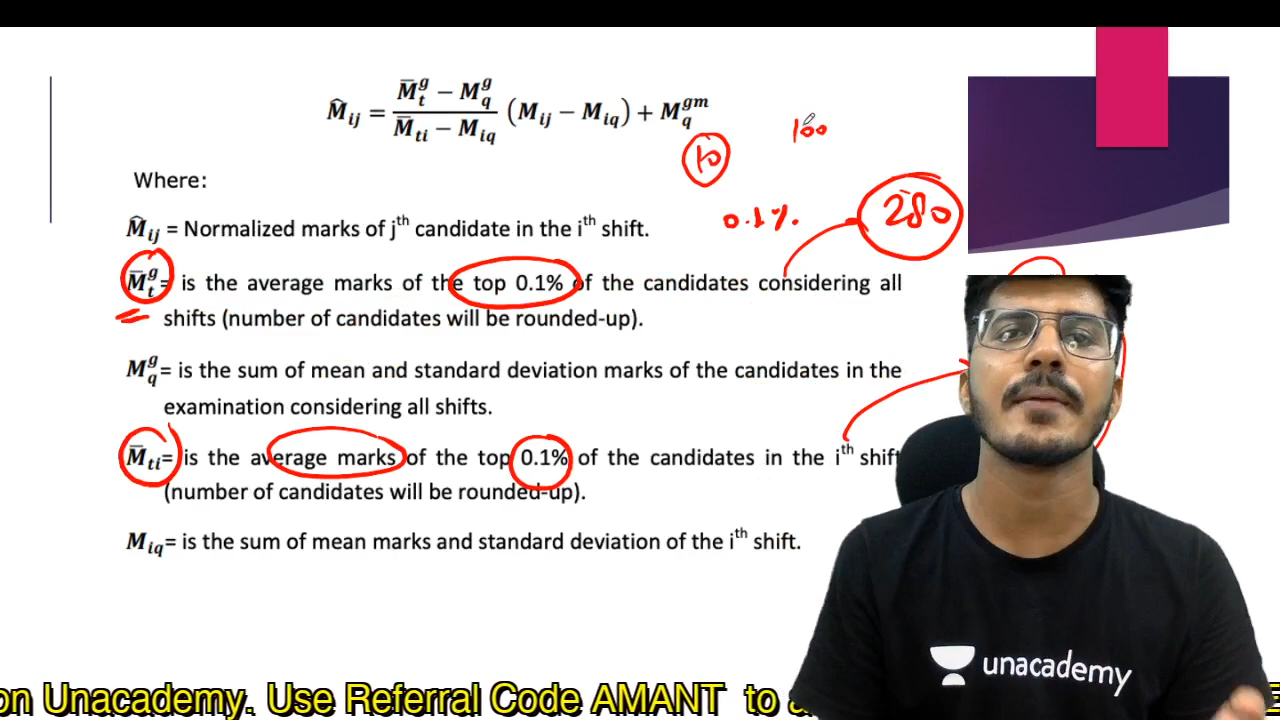 M̂ij = (M̄t^g − Mq^g) / (M̄ti − Miq) (Mij − Miq) + Mq^gm
10
100
Where:
0.1%.
280
M̂ij = Normalized marks of jth candidate in the ith shift.
M̄t^g= is the average marks of the top 0.1% of the candidates considering all
shifts (number of candidates will be rounded-up).
Mq^g= is the sum of mean and standard deviation marks of the candidates in the
examination considering all shifts.
M̄ti= is the average marks of the top 0.1% of the candidates in the ith shift
(number of candidates will be rounded-up).
Miq= is the sum of mean marks and standard deviation of the ith shift.
unacademy
on Unacademy. Use Referral Code AMANT to a